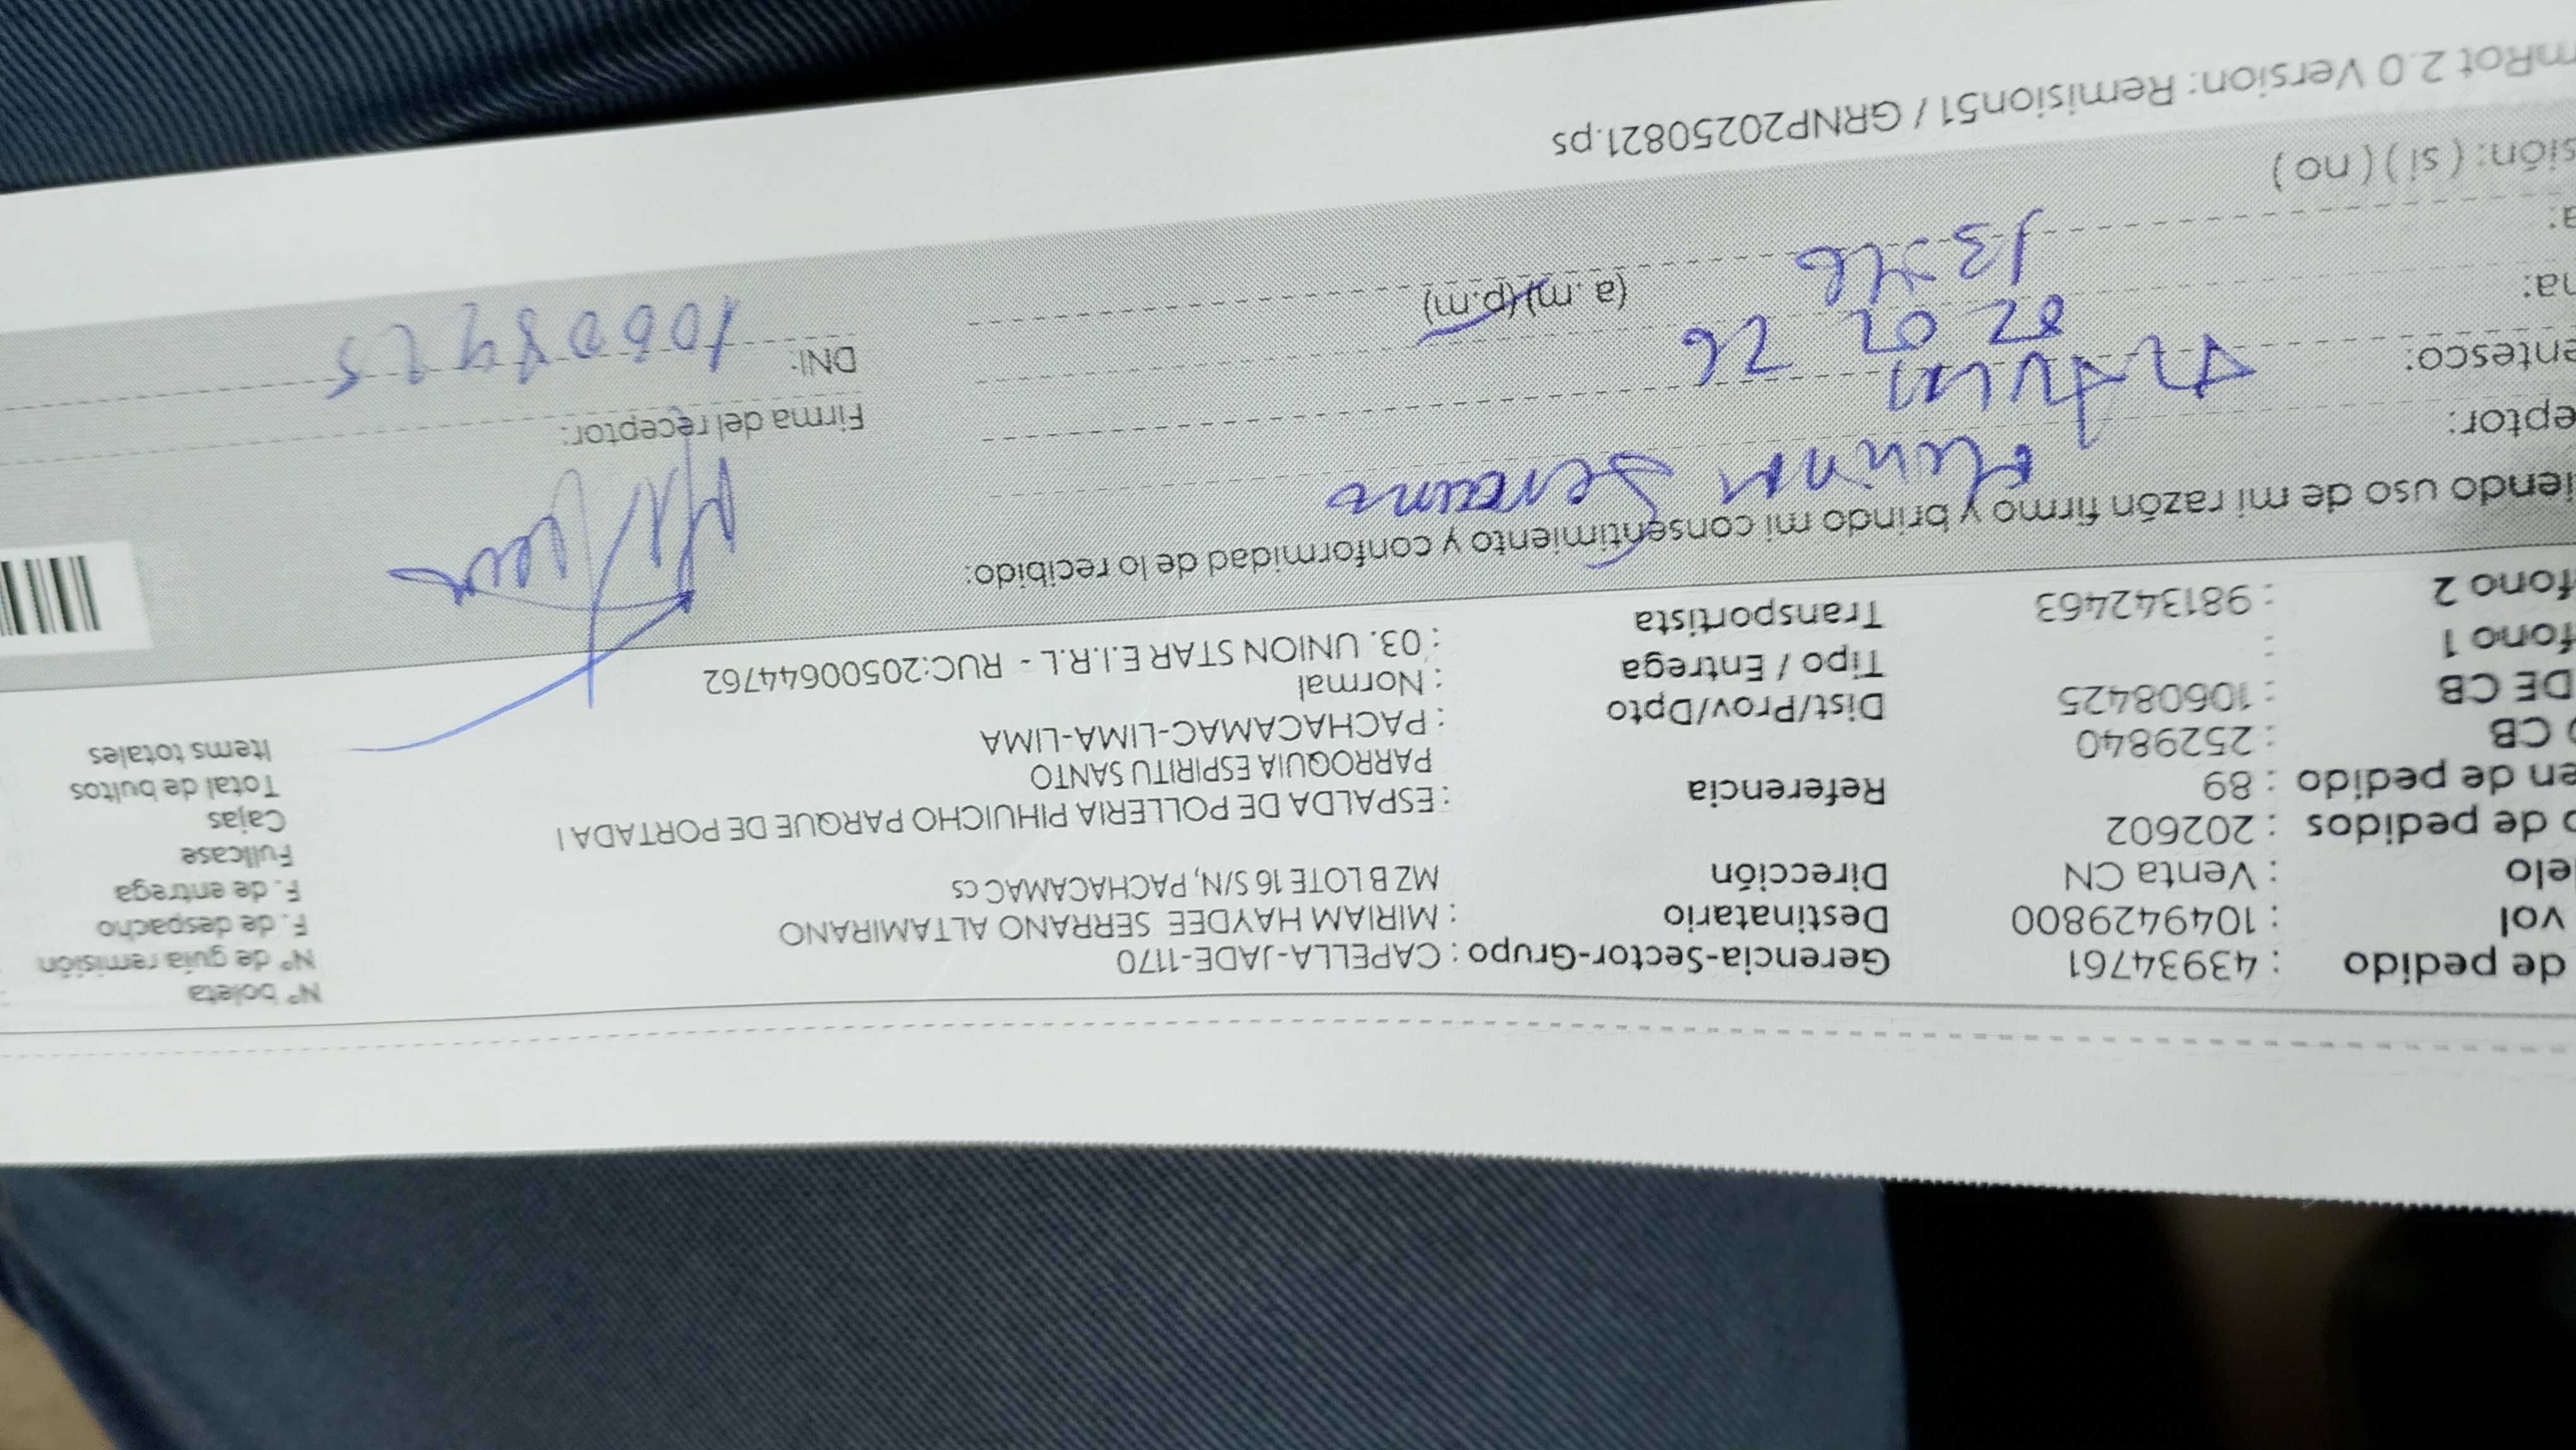 de pedido : 43934761
vol : 1049429800
elo : Venta CN
o de pedidos : 202602
en de pedido : 89
o CB : 2529840
DE CB : 10608425
fono 1 :
fono 2 : 981342463
Gerencia-Sector-Grupo : CAPELLA-JADE-1170
Destinatario : MIRIAM HAYDEE SERRANO ALTAMIRANO
Dirección MZ B LOTE 16 S/N, PACHACAMAC cs
Referencia : ESPALDA DE POLLERIA PIHUICHO PARQUE DE PORTADA I
PARROQUIA ESPIRITU SANTO
Dist/Prov/Dpto : PACHACAMAC-LIMA-LIMA
Tipo / Entrega : Normal
Transportista : 03. UNION STAR E.I.R.L - RUC:20500644762
Nº boleta
Nº de guía remisión
F. de despacho
F. de entrega
Fullcase
Cajas
Total de bultos
Items totales
iendo uso de mi razón firmo y brindo mi consentimiento y conformidad de lo recibido:
eptor: Serrano
entesco:
ha: 02 02 26
a: 13:46 (a.m)(p.m)
sión: ( si ) ( no )
Firma del receptor:
DNI: 10608425
mRot 2.0 Version: Remision51 / GRNP20250821.ps